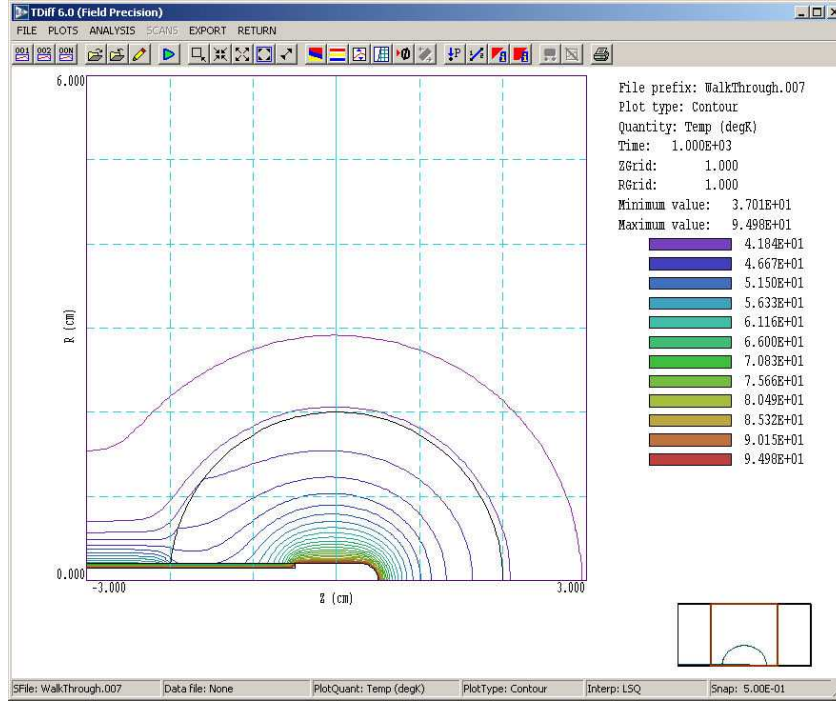 TDiff 6.0 (Field Precision)
FILE PLOTS ANALYSIS SCANS EXPORT RETURN
001 002 00N
6.000
R (cm)
0.000
-3.000
Z (cm)
3.000
File prefix: WalkThrough.007
Plot type: Contour
Quantity: Temp (degK)
Time: 1.000E+03
ZGrid: 1.000
RGrid: 1.000
Minimum value: 3.701E+01
Maximum value: 9.498E+01
4.184E+01
4.667E+01
5.150E+01
5.633E+01
6.116E+01
6.600E+01
7.083E+01
7.566E+01
8.049E+01
8.532E+01
9.015E+01
9.498E+01
SFile: WalkThrough.007 Data file: None PlotQuant: Temp (degK) PlotType: Contour Interp: LSQ Snap: 5.00E-01